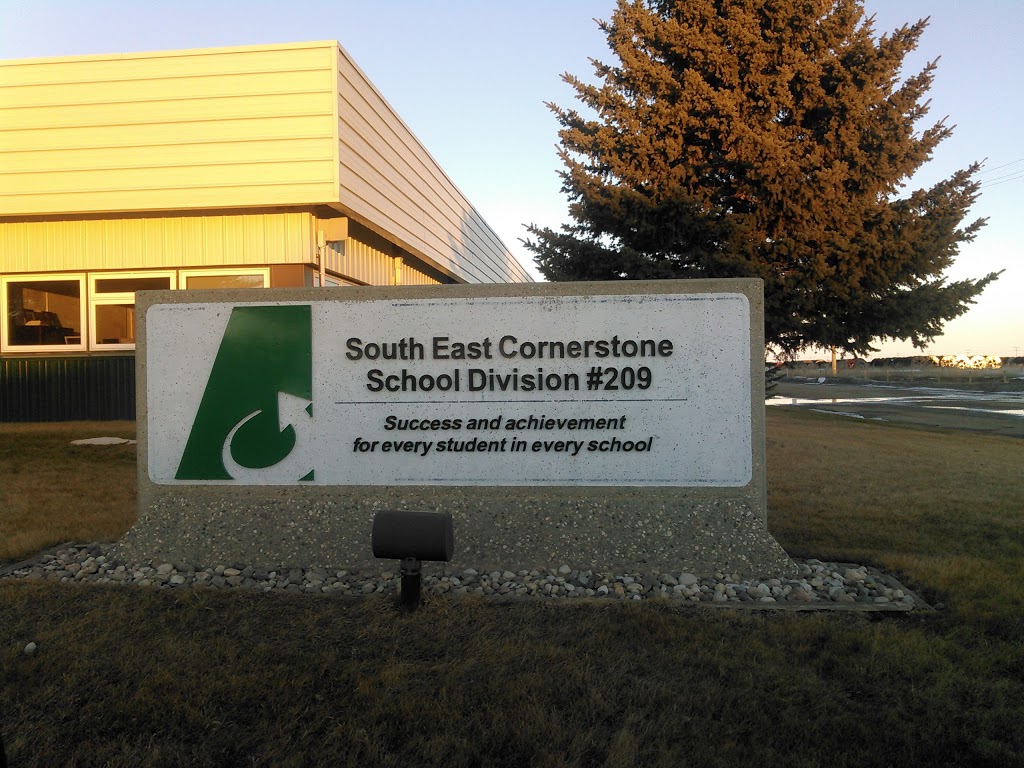 South East Cornerstone
School Division #209
Success and achievement
for every student in every school